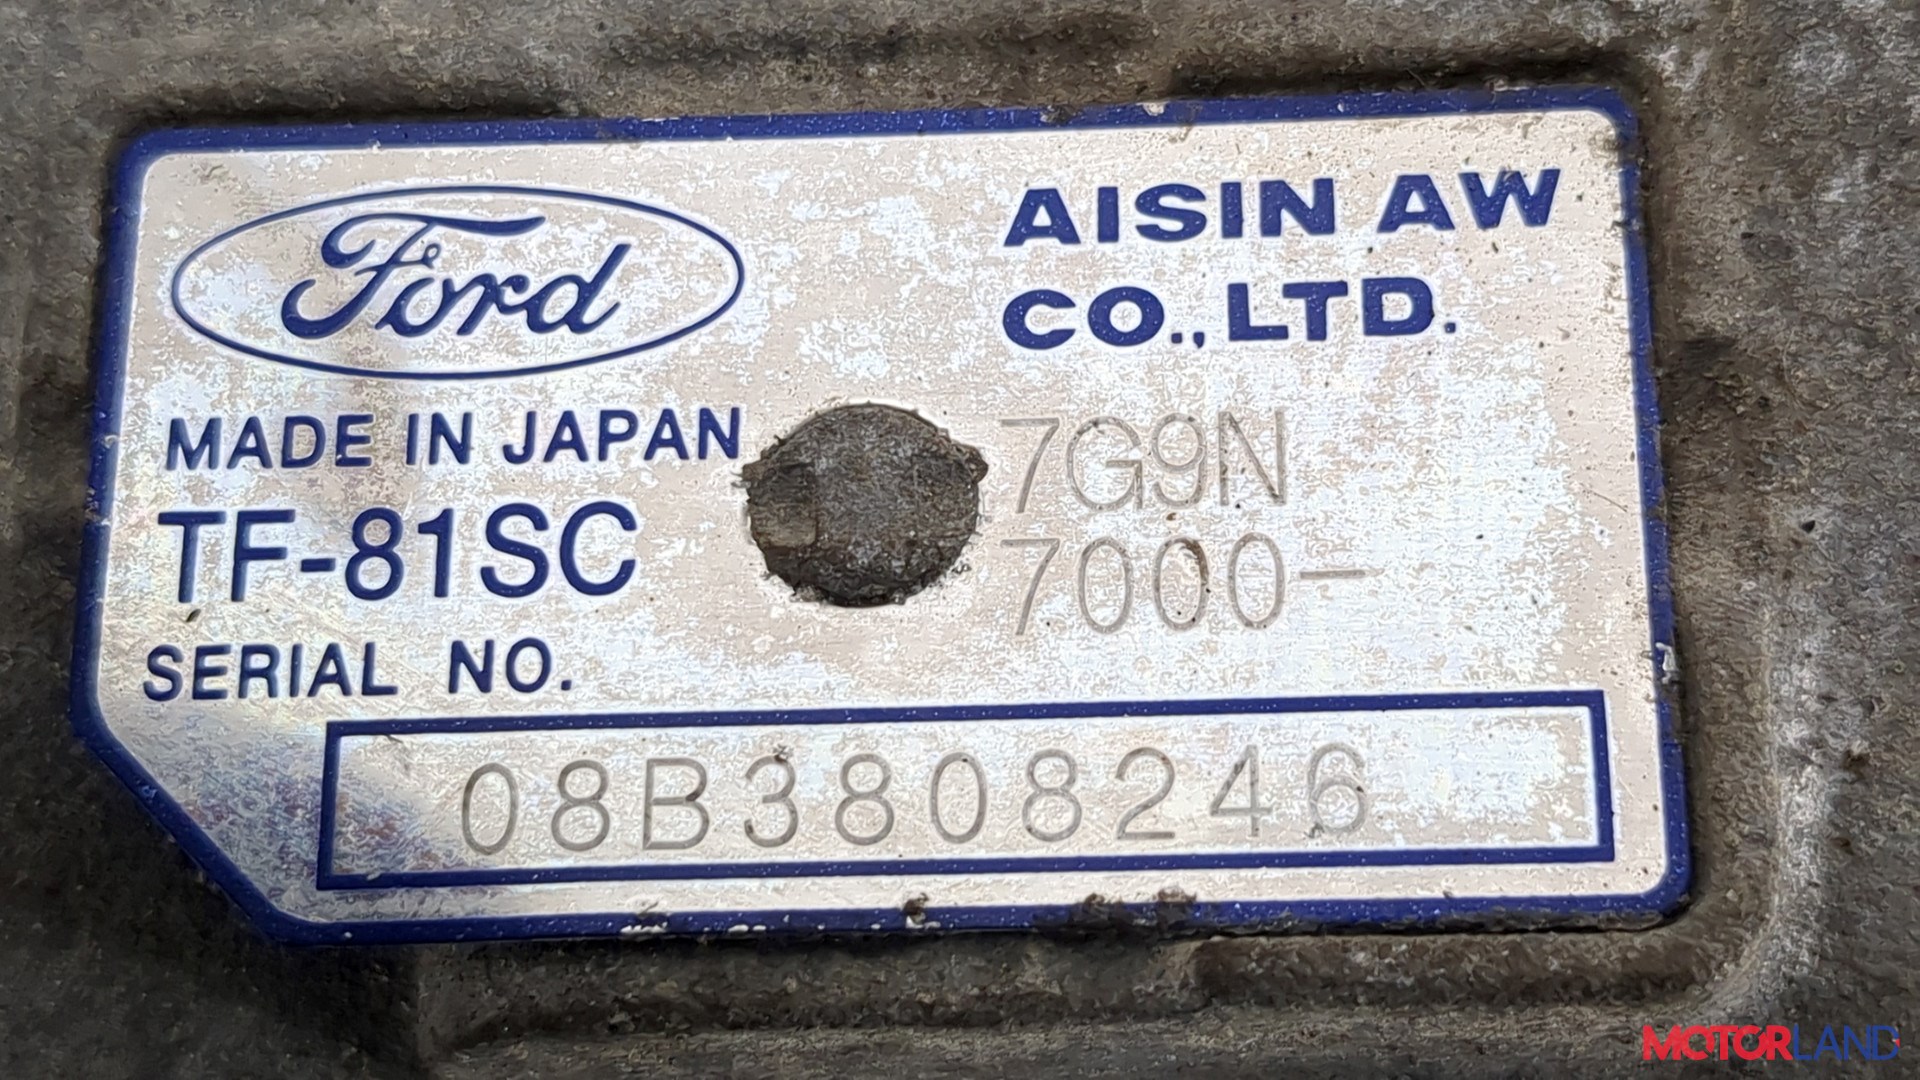 Ford
AISIN AW
CO., LTD.
MADE IN JAPAN
TF-81SC
7G9N
7000-
SERIAL NO.
08B3808246
MOTORLAND